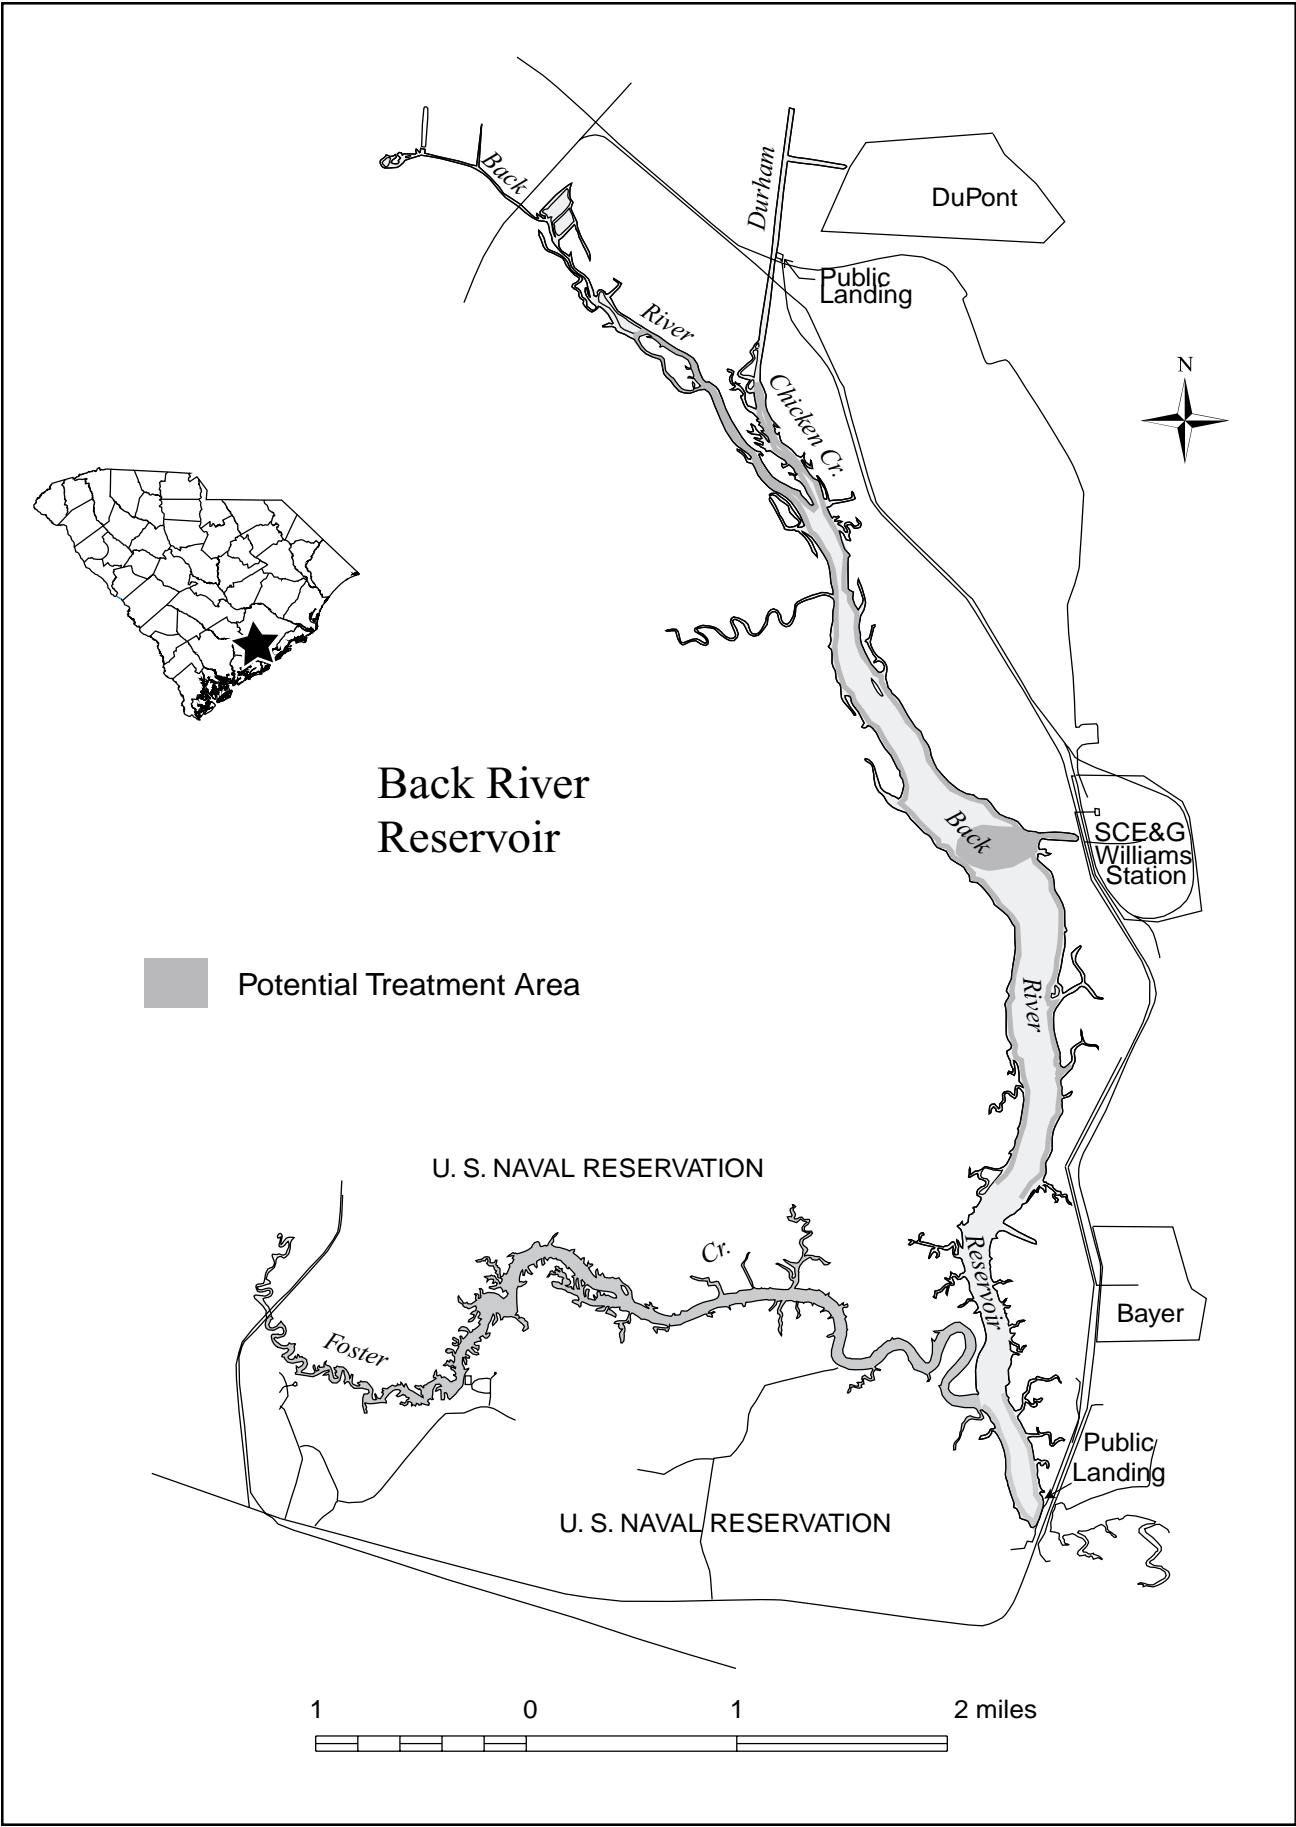 Back
Durham
DuPont
Public
Landing
River
N
Chicken Cr.
Back River
Reservoir
Back
SCE&G
Williams
Station
Potential Treatment Area
River
U. S. NAVAL RESERVATION
Cr.
Reservoir
Bayer
Foster
Public
Landing
U. S. NAVAL RESERVATION
1 0 1 2 miles